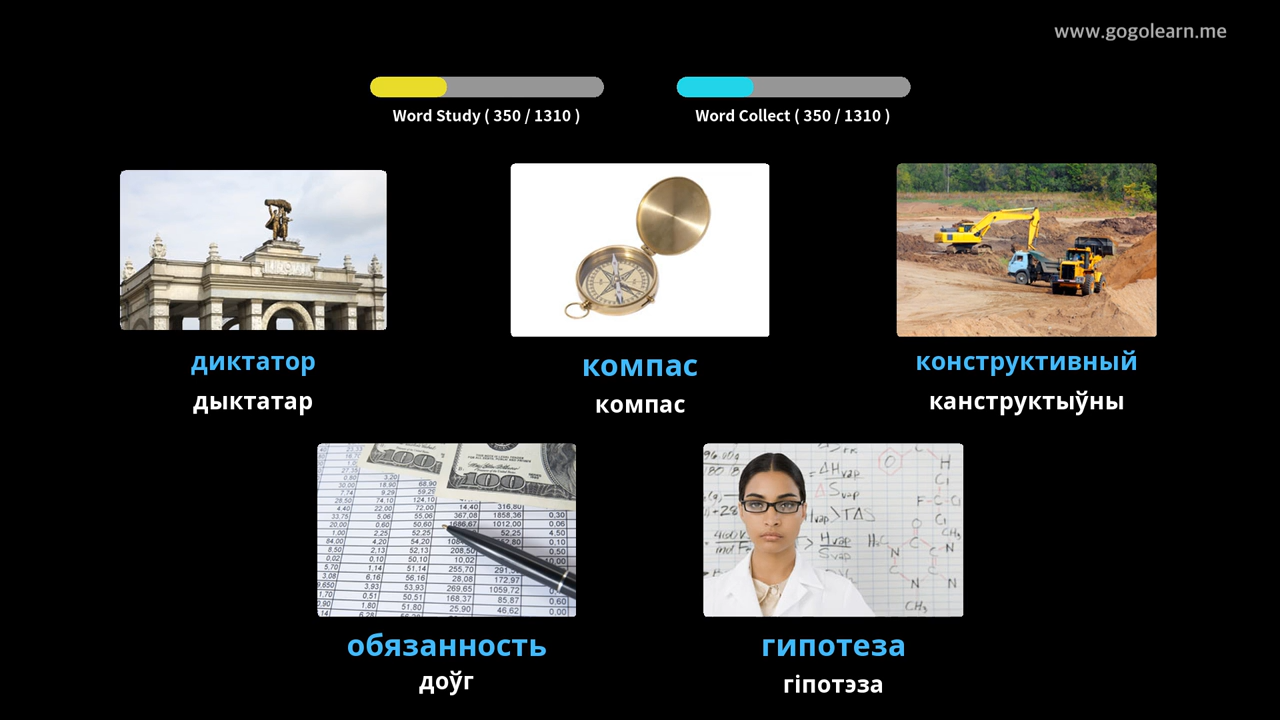 www.gogolearn.me
Word Study ( 350 / 1310 )
Word Collect ( 350 / 1310 )
диктатор
дыктатар
компас
компас
конструктивный
канструктыўны
обязанность
доўг
гипотеза
гіпотэза